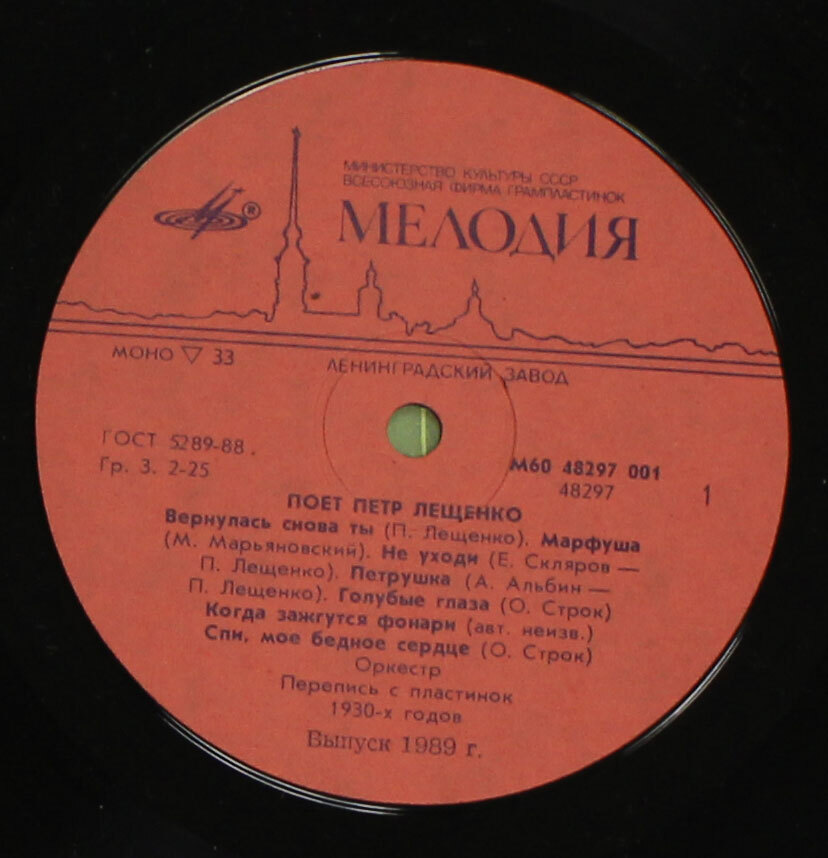 МИНИСТЕРСТВО КУЛЬТУРЫ СССР
ВСЕСОЮЗНАЯ ФИРМА ГРАМПЛАСТИНОК
®
МЕЛОДИЯ
МОНО ▽ 33
ЛЕНИНГРАДСКИЙ ЗАВОД
ГОСТ 5289-88.
Гр. 3. 2-25
М60 48297 001
48297
1
ПОЕТ ПЕТР ЛЕЩЕНКО
Вернулась снова ты (П. Лещенко). Марфуша
(М. Марьяновский). Не уходи (Е. Скляров —
П. Лещенко). Петрушка (А. Альбин —
П. Лещенко). Голубые глаза (О. Строк)
Когда зажгутся фонари (авт. неизв.)
Спи, мое бедное сердце (О. Строк)
Оркестр
Перепись с пластинок
1930-х годов
Выпуск 1989 г.